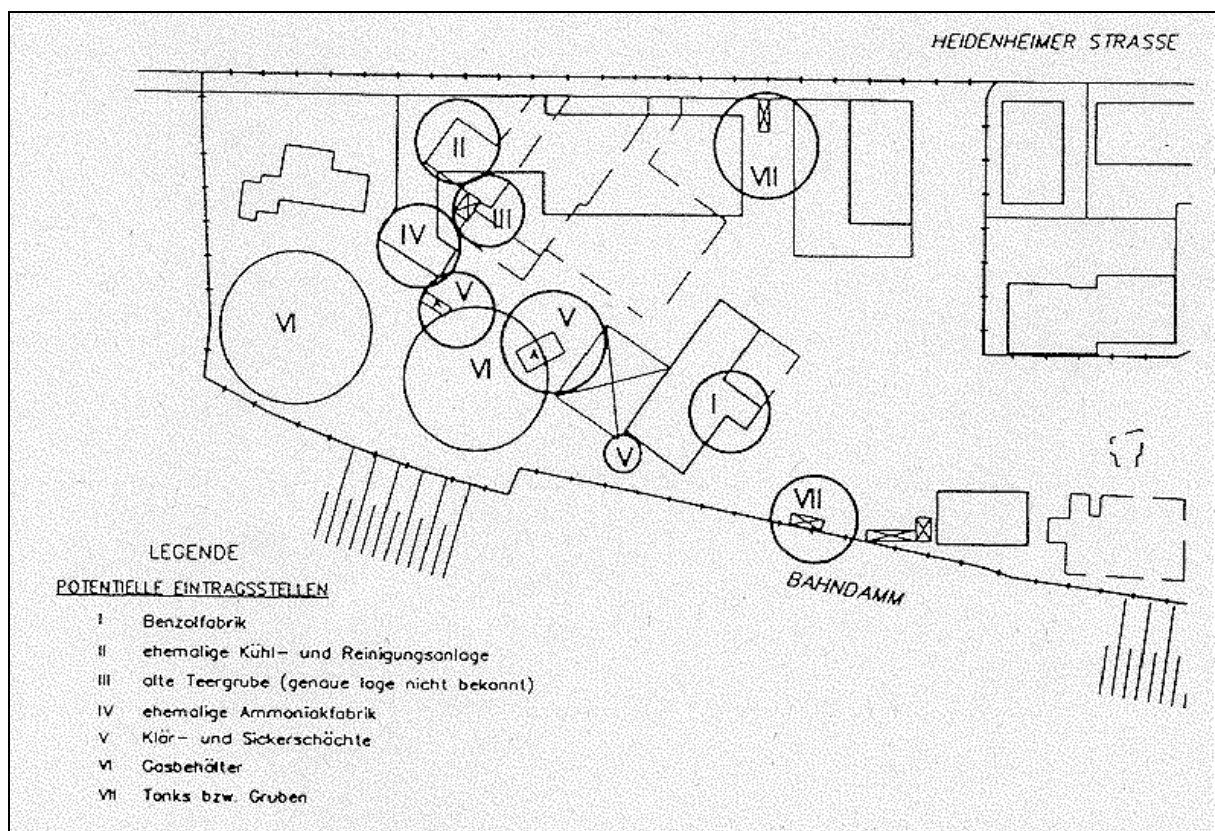 HEIDENHEIMER STRASSE
II
VII
III
IV
V
VI
V
VI
I
V
VII
BAHNDAMM
LEGENDE
POTENTIELLE EINTRAGSSTELLEN
I Benzolfabrik
II ehemalige Kühl- und Reinigungsanlage
III alte Teergrube (genaue lage nicht bekannt)
IV ehemalige Ammoniakfabrik
V Klär- und Sickerschächte
VI Gasbehälter
VII Tanks bzw. Gruben